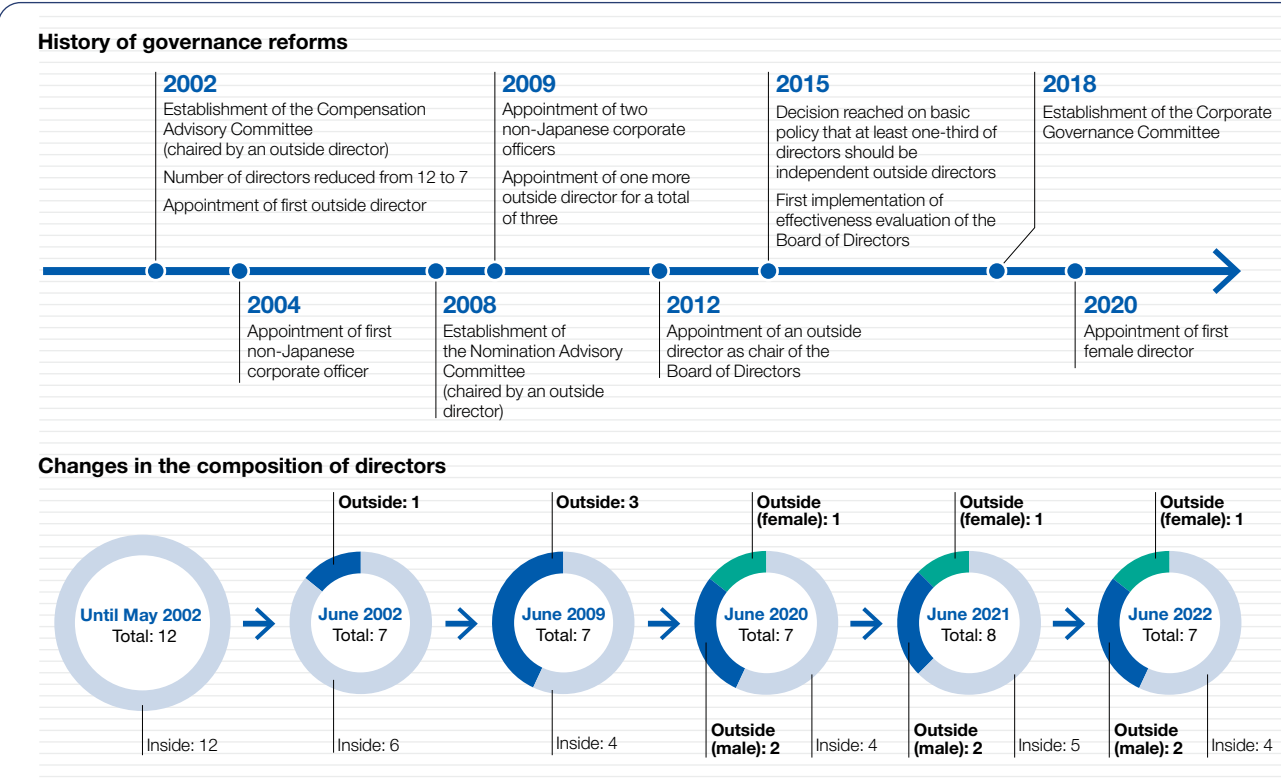 History of governance reforms
2002
Establishment of the Compensation
Advisory Committee
(chaired by an outside director)
Number of directors reduced from 12 to 7
Appointment of first outside director
2009
Appointment of two
non-Japanese corporate
officers
Appointment of one more
outside director for a total
of three
2015
Decision reached on basic
policy that at least one-third of
directors should be
independent outside directors
First implementation of
effectiveness evaluation of the
Board of Directors
2018
Establishment of the Corporate
Governance Committee
2004
Appointment of first
non-Japanese
corporate officer
2008
Establishment of
the Nomination Advisory
Committee
(chaired by an outside
director)
2012
Appointment of an outside
director as chair of the
Board of Directors
2020
Appointment of first
female director
Changes in the composition of directors
Until May 2002
Total: 12
Inside: 12
Outside: 1
June 2002
Total: 7
Inside: 6
Outside: 3
June 2009
Total: 7
Inside: 4
Outside
(female): 1
June 2020
Total: 7
Outside
(male): 2
Inside: 4
Outside
(female): 1
June 2021
Total: 8
Outside
(male): 2
Inside: 5
Outside
(female): 1
June 2022
Total: 7
Outside
(male): 2
Inside: 4